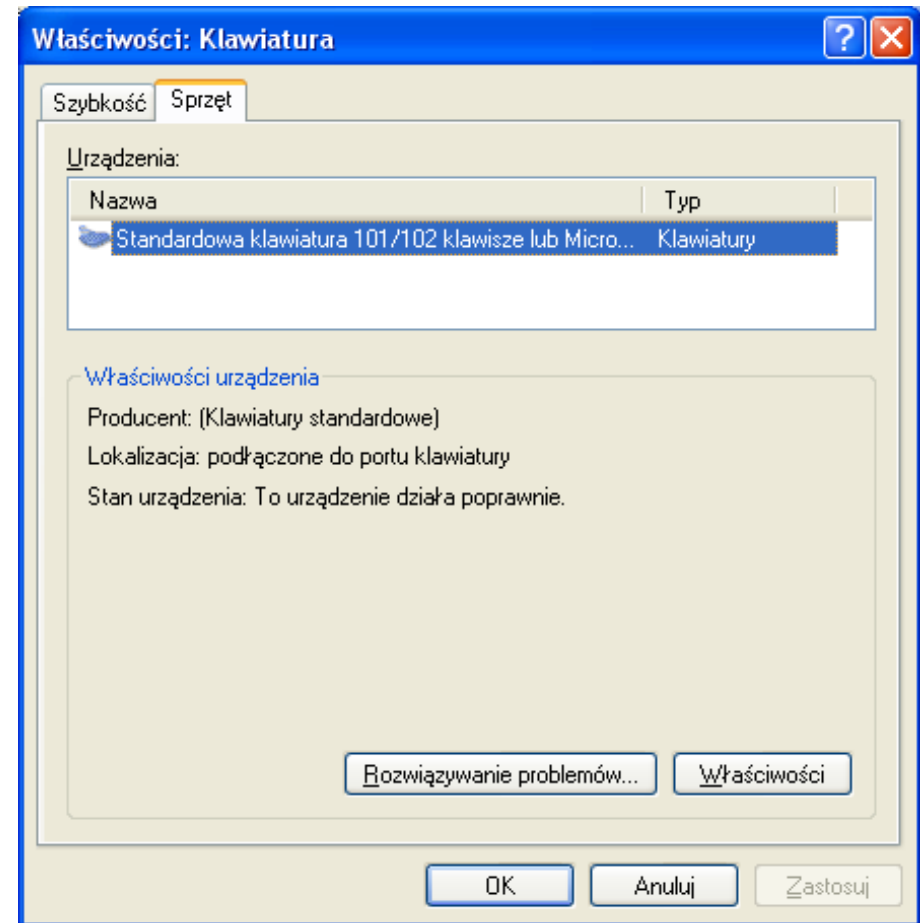 Właściwości: Klawiatura
Szybkość Sprzęt
Urządzenia:
Nazwa Typ
Standardowa klawiatura 101/102 klawisze lub Micro... Klawiatury
Właściwości urządzenia
Producent: (Klawiatury standardowe)
Lokalizacja: podłączone do portu klawiatury
Stan urządzenia: To urządzenie działa poprawnie.
Rozwiązywanie problemów... Właściwości
OK Anuluj Zastosuj